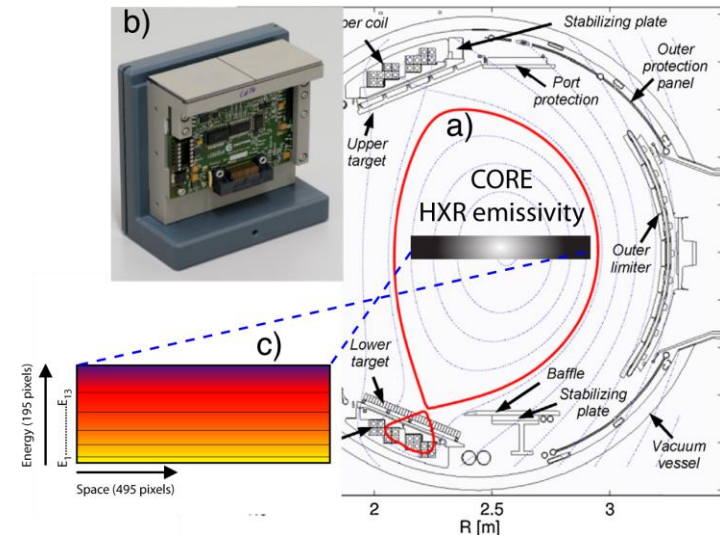 b)
per coil
Stabilizing plate
Outer
protection
panel
Port
protection
Upper
target
a)
CORE
HXR emissivity
Outer
limiter
c)
Lower
target
Baffle
Stabilizing
plate
Vacuum
vessel
Energy (195 pixels)
E13
E1
Space (495 pixels)
2
2.5
3
R [m]